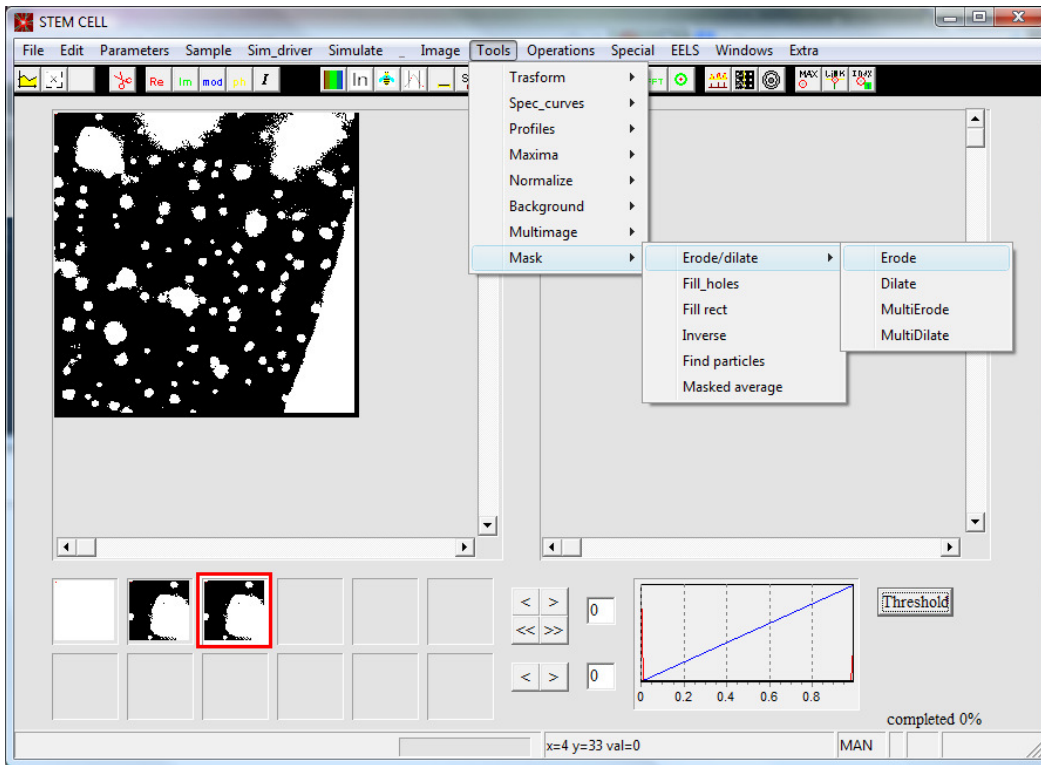 STEM CELL
File Edit Parameters Sample Sim_driver Simulate _ Image Tools Operations Special EELS Windows Extra
Re Im mod ph I In MAX LiNK
Trasform
Spec_curves
Profiles
Maxima
Normalize
Background
Multimage
Mask
Erode/dilate
Fill_holes
Fill rect
Inverse
Find particles
Masked average
Erode
Dilate
MultiErode
MultiDilate
< > 0
<< >>
< > 0
0 0.2 0.4 0.6 0.8
Threshold
completed 0%
x=4 y=33 val=0 MAN